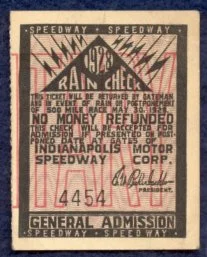 SPEEDWAY SPEEDWAY
1928
RAIN CHECK
THIS TICKET WILL BE RETURNED BY GATEMAN
AND IN EVENT OF RAIN OR POSTPONEMENT
OF 500 MILE RACE MAY 30, 1928,
NO MONEY REFUNDED
THIS CHECK WILL BE ACCEPTED FOR
ADMISSION IF PRESENTED ON POST-
PONED DATE AT GATES OF
INDIANAPOLIS MOTOR
SPEEDWAY CORP.
4454
PRESIDENT.
GENERAL ADMISSION
SPEEDWAY SPEEDWAY